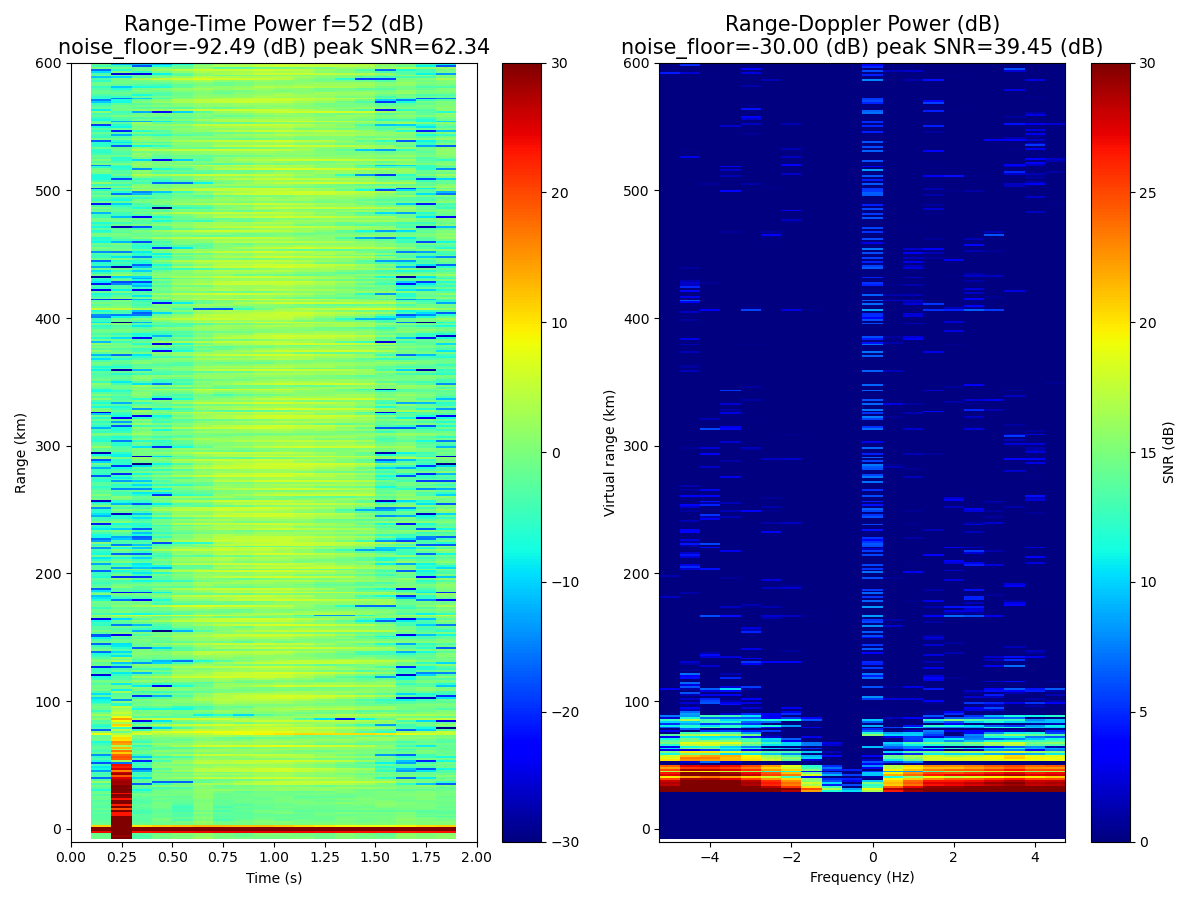 Range-Time Power f=52 (dB)
noise_floor=-92.49 (dB) peak SNR=62.34
600
500
400
300
200
100
0
Range (km)
0.00 0.25 0.50 0.75 1.00 1.25 1.50 1.75 2.00
Time (s)
30
20
10
0
−10
−20
−30
Range-Doppler Power (dB)
noise_floor=-30.00 (dB) peak SNR=39.45 (dB)
600
500
400
300
200
100
0
Virtual range (km)
−4 −2 0 2 4
Frequency (Hz)
30
25
20
15
10
5
0
SNR (dB)